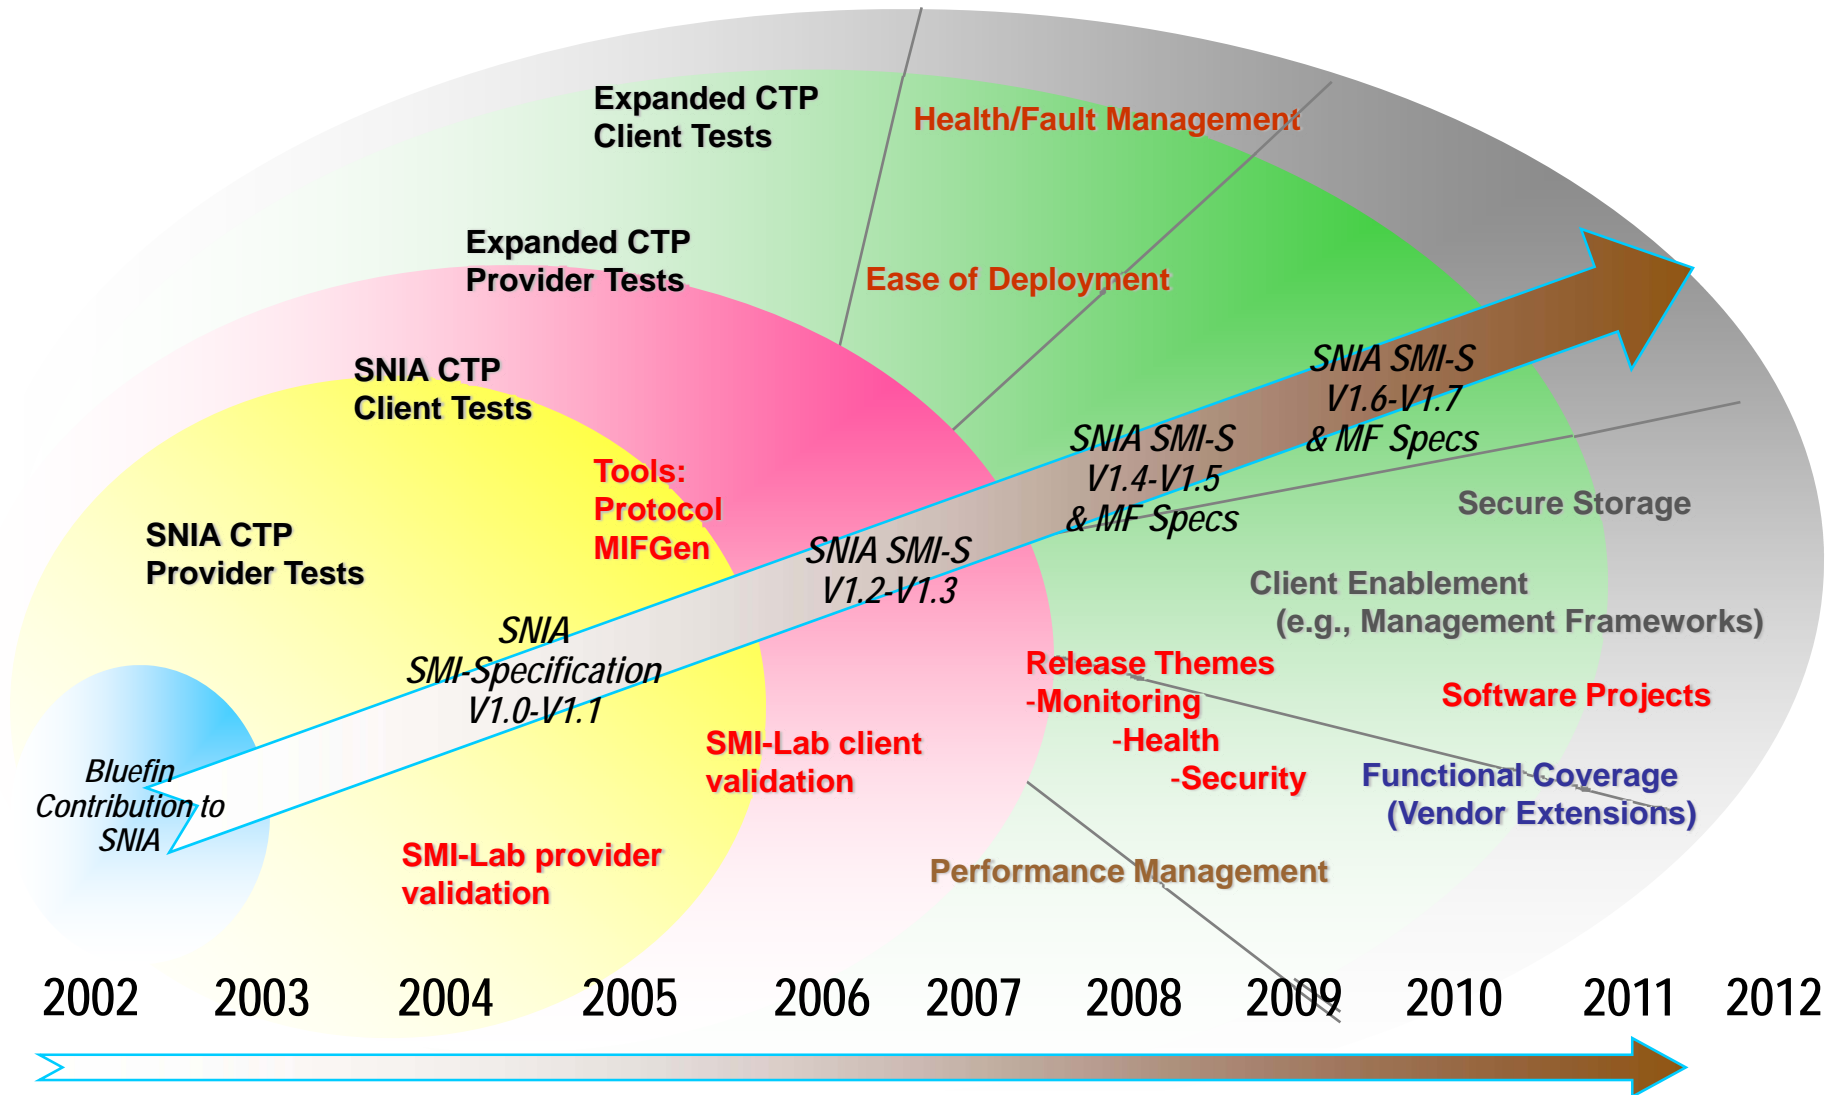 Expanded CTP
Client Tests
Health/Fault Management
Expanded CTP
Provider Tests
Ease of Deployment
SNIA CTP
Client Tests
SNIA SMI-S
V1.6-V1.7
& MF Specs
SNIA SMI-S
V1.4-V1.5
& MF Specs
Tools:
Protocol
MIFGen
Secure Storage
SNIA CTP
Provider Tests
SNIA SMI-S
V1.2-V1.3
Client Enablement
(e.g., Management Frameworks)
SNIA
SMI-Specification
V1.0-V1.1
Release Themes
-Monitoring
-Health
-Security
Software Projects
SMI-Lab client
validation
Functional Coverage
(Vendor Extensions)
Bluefin
Contribution to
SNIA
SMI-Lab provider
validation
Performance Management
2002 2003 2004 2005 2006 2007 2008 2009 2010 2011 2012